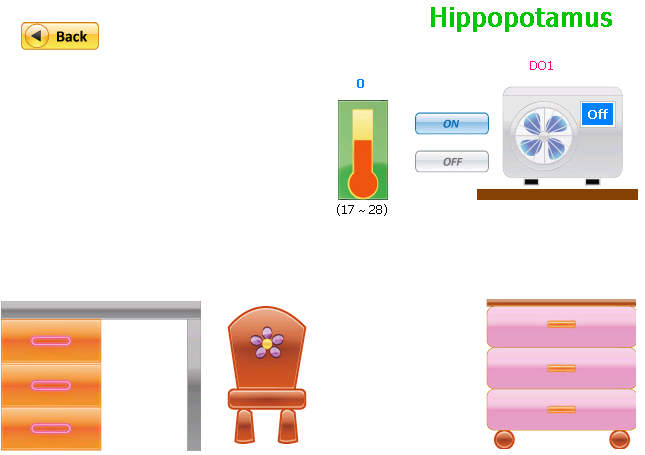 Hippopotamus
Back
DO1
0
ON
Off
OFF
(17 ~ 28)